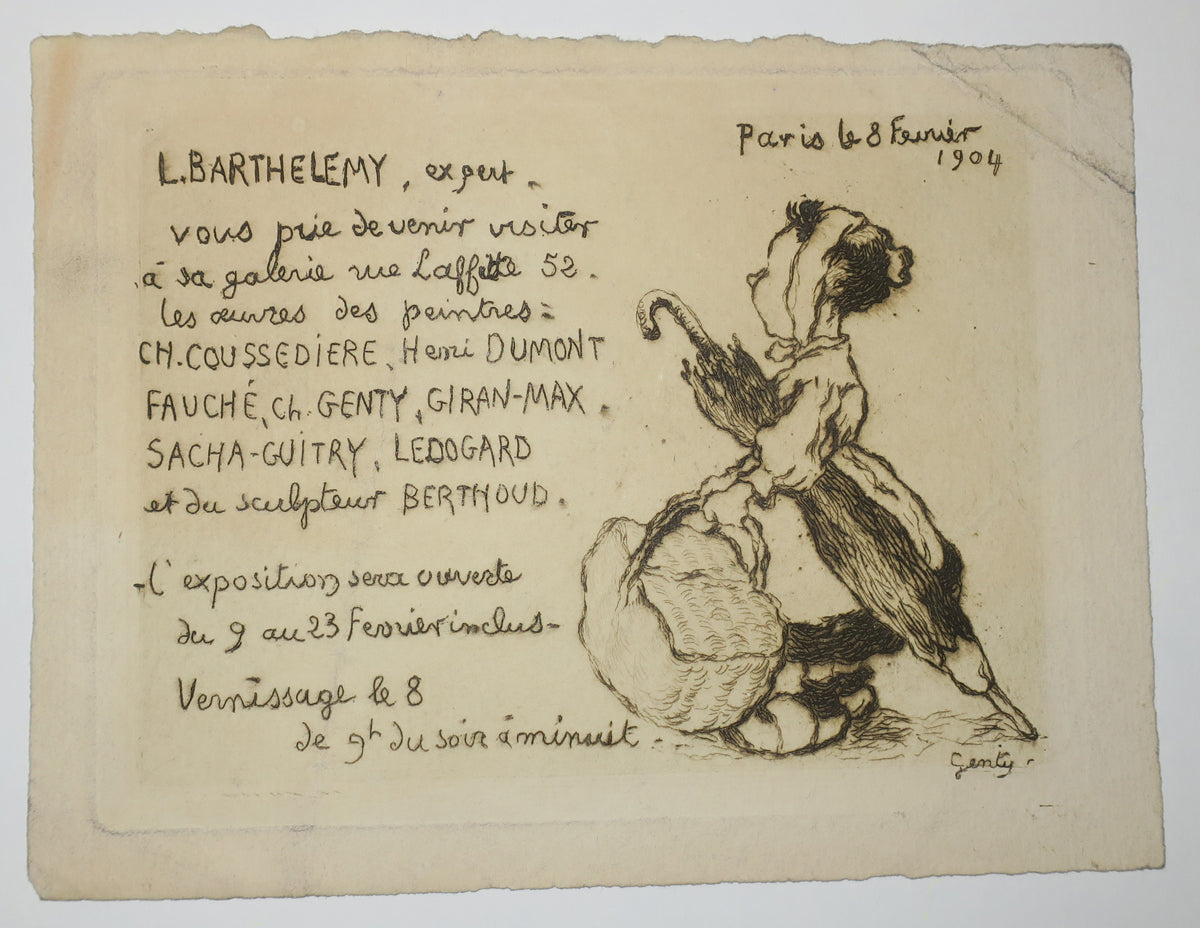 Paris le 8 Fevrier
1904
L. BARTHELEMY, expert.
vous prie de venir visiter
à sa galerie rue Laffitte 52.
les œuvres des peintres:
CH. COUSSEDIERE, Henri DUMONT
FAUCHÉ, Ch. GENTY, GIRAN-MAX.
SACHA-GUITRY, LEDOGARD
et du sculpteur BERTHOUD.
-l'exposition sera ouverte
du 9 au 23 Fevrier inclus-
Vernissage le 8
de 9h du soir à minuit.
Genty-